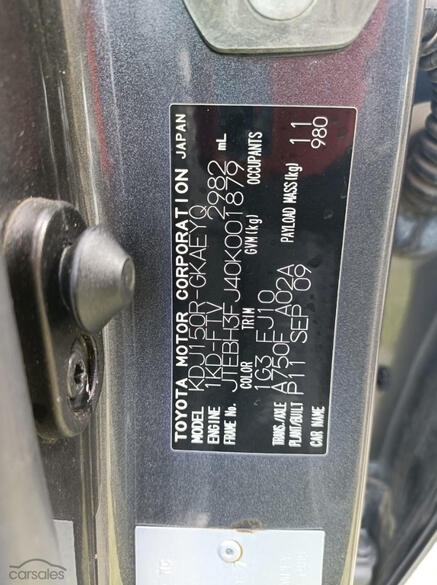 TOYOTA MOTOR CORPORATION JAPAN
MODEL KDJ150R-GKAEYQ
ENGINE 1KD-FTV 2982 mL
FRAME No. JTEBH3FJ40K001879
COLOR TRIM GVM(kg) OCCUPANTS 11
1G3 FJ10
TRANS/AXLE A750F A02A PAYLOAD MASS(kg) 980
PLANT/BUILT P11 SEP 09
CAR NAME
carsales